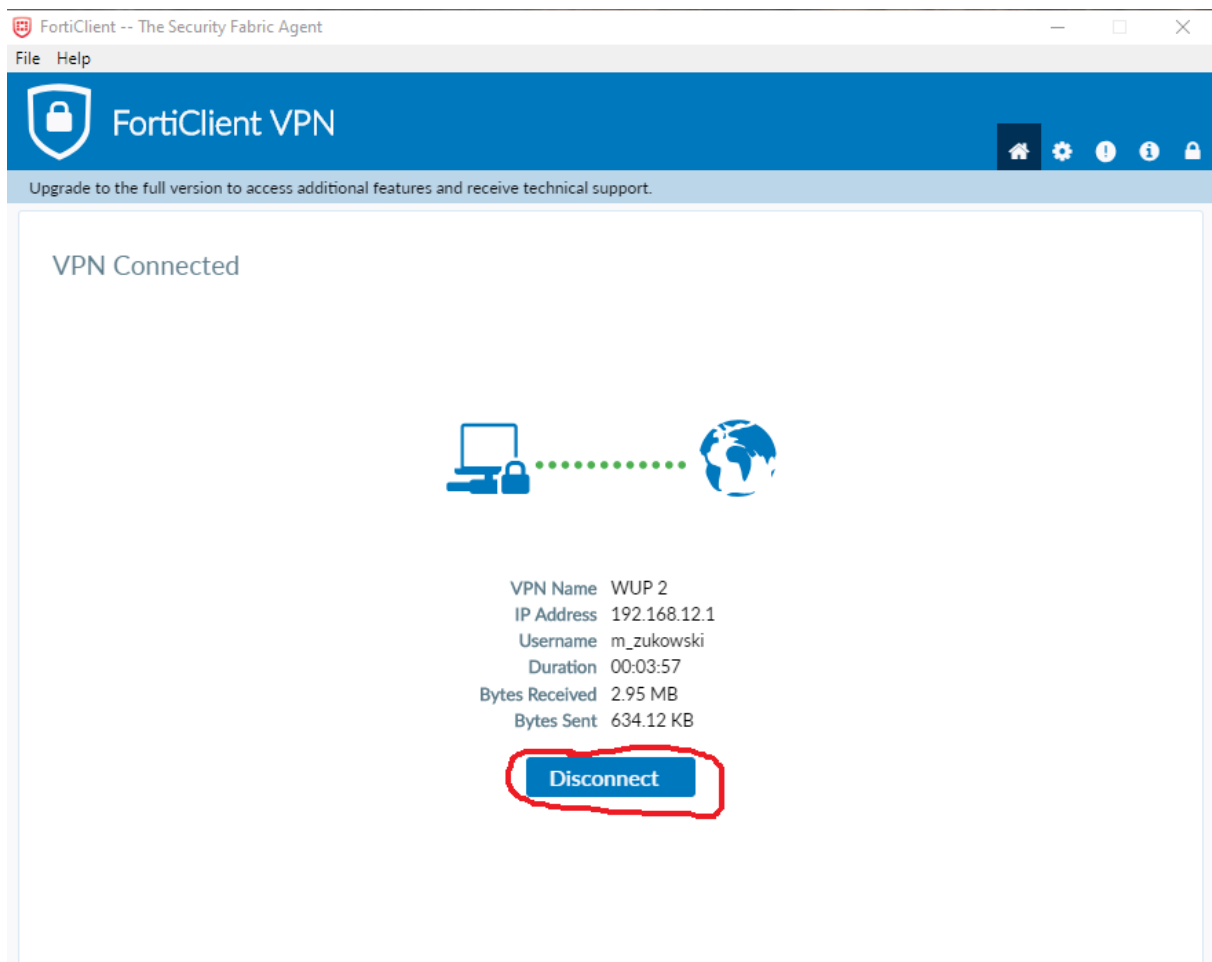 FortiClient -- The Security Fabric Agent
File Help
FortiClient VPN
Upgrade to the full version to access additional features and receive technical support.
VPN Connected
VPN Name WUP 2
IP Address 192.168.12.1
Username m_zukowski
Duration 00:03:57
Bytes Received 2.95 MB
Bytes Sent 634.12 KB
Disconnect